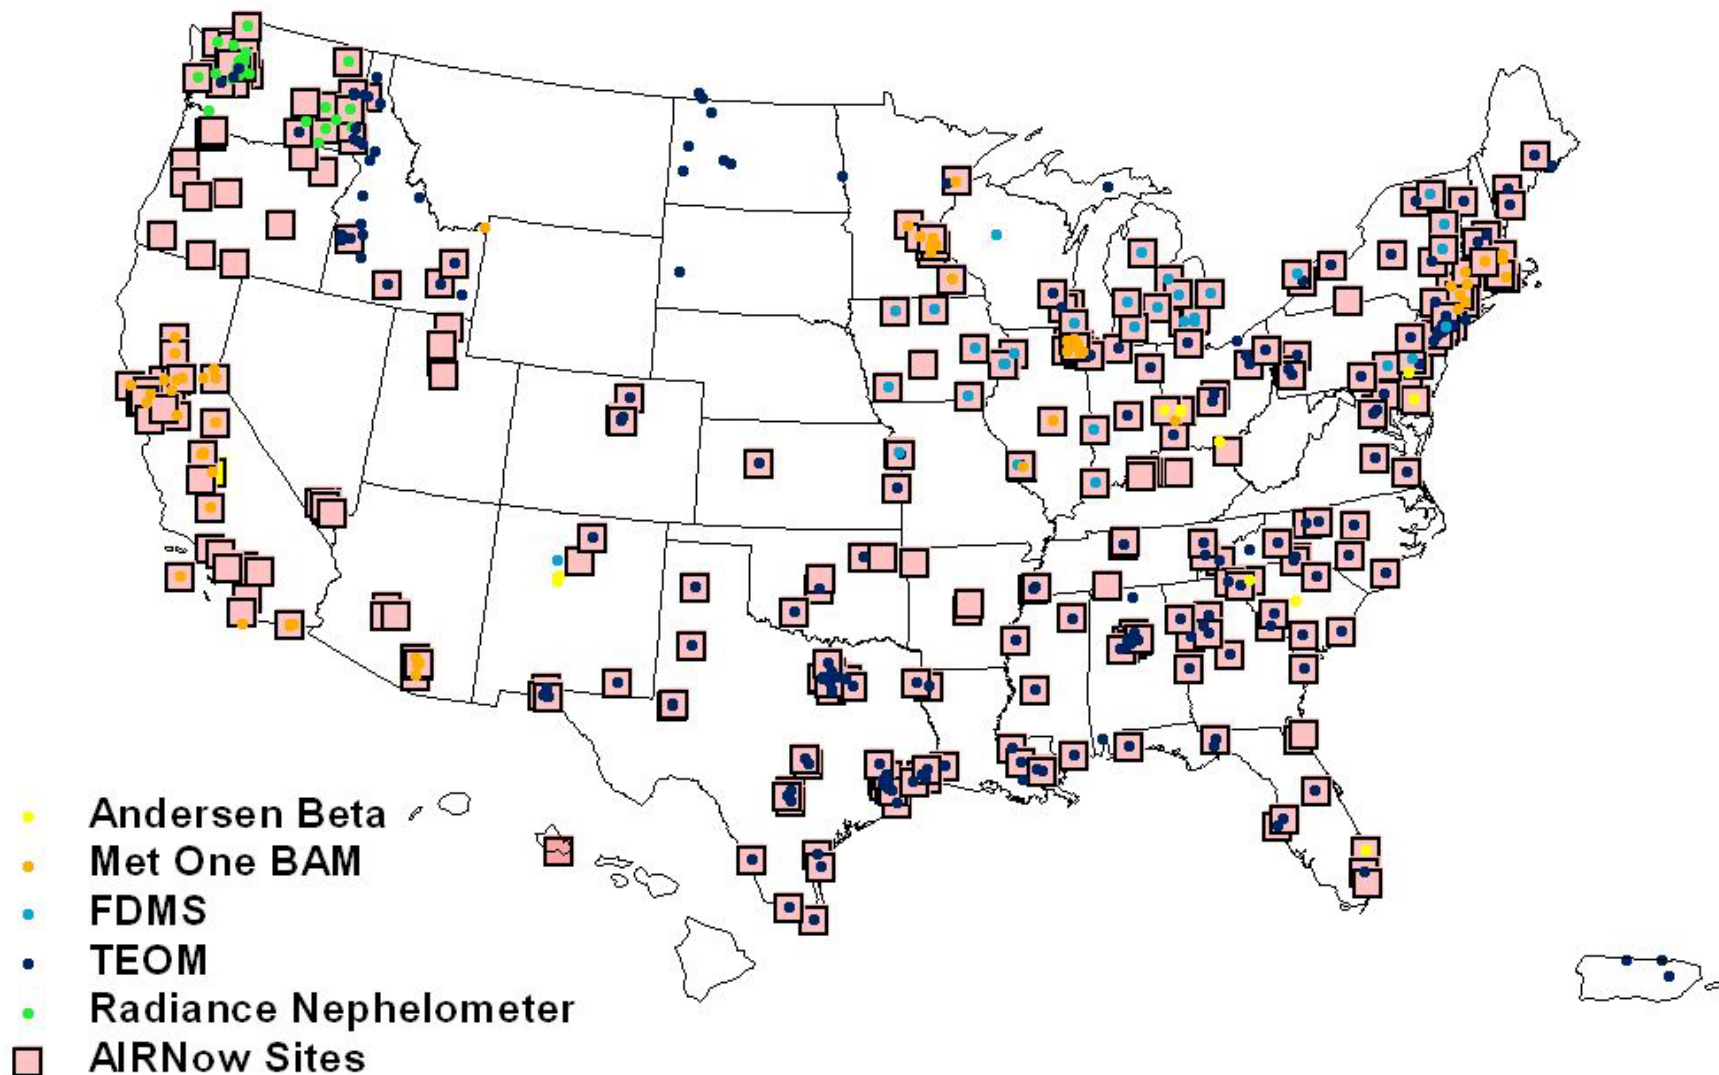 Andersen Beta
Met One BAM
FDMS
TEOM
Radiance Nephelometer
AIRNow Sites